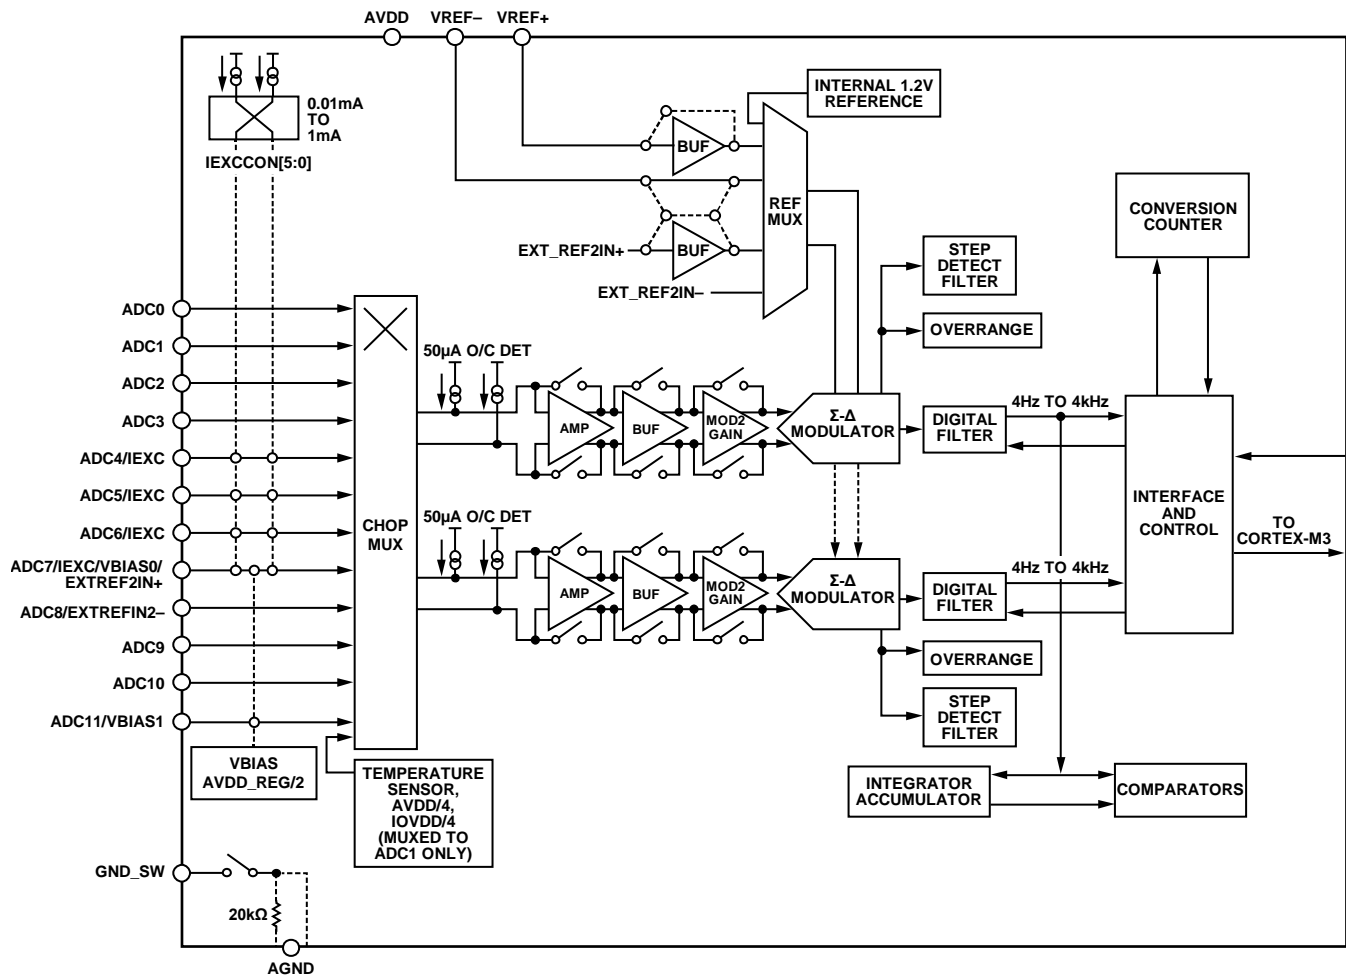 AVDD
VREF–
VREF+
0.01mA
TO
1mA
IEXCCON[5:0]
INTERNAL 1.2V
REFERENCE
BUF
REF
MUX
BUF
EXT_REF2IN+
EXT_REF2IN–
CONVERSION
COUNTER
STEP
DETECT
FILTER
OVERRANGE
ADC0
ADC1
ADC2
ADC3
ADC4/IEXC
ADC5/IEXC
ADC6/IEXC
ADC7/IEXC/VBIAS0/
EXTREF2IN+
ADC8/EXTREFIN2–
ADC9
ADC10
ADC11/VBIAS1
CHOP
MUX
50µA O/C DET
AMP
BUF
MOD2
GAIN
Σ-Δ
MODULATOR
DIGITAL
FILTER
4Hz TO 4kHz
INTERFACE
AND
CONTROL
TO
CORTEX-M3
50µA O/C DET
AMP
BUF
MOD2
GAIN
Σ-Δ
MODULATOR
DIGITAL
FILTER
4Hz TO 4kHz
OVERRANGE
STEP
DETECT
FILTER
VBIAS
AVDD_REG/2
TEMPERATURE
SENSOR,
AVDD/4,
IOVDD/4
(MUXED TO
ADC1 ONLY)
INTEGRATOR
ACCUMULATOR
COMPARATORS
GND_SW
20kΩ
AGND